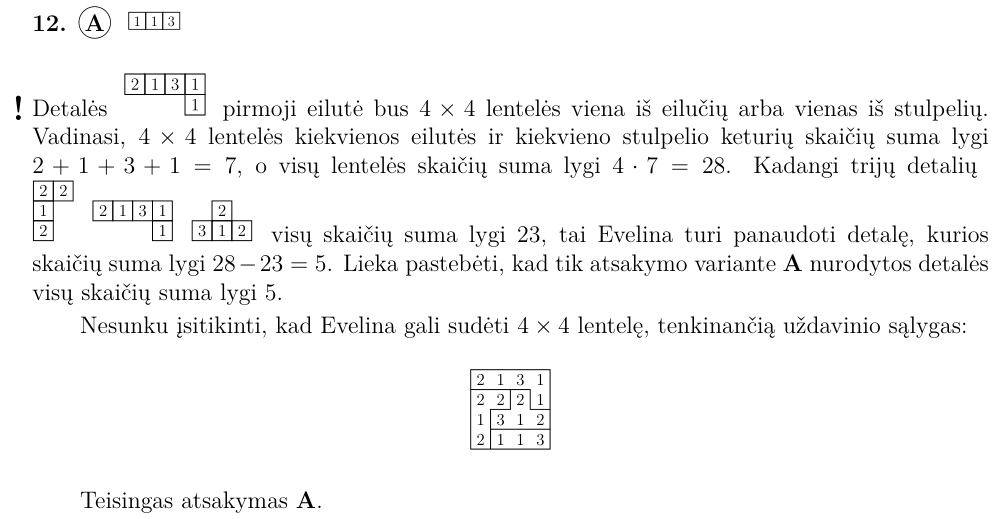 12. A 1 1 3
2 1 3 1
1
! Detalės pirmoji eilutė bus 4 × 4 lentelės viena iš eilučių arba vienas iš stulpelių.
Vadinasi, 4 × 4 lentelės kiekvienos eilutės ir kiekvieno stulpelio keturių skaičių suma lygi
2 + 1 + 3 + 1 = 7, o visų lentelės skaičių suma lygi 4 · 7 = 28. Kadangi trijų detalių
2 2
1 2 1 3 1 2
2 1 3 1 2 visų skaičių suma lygi 23, tai Evelina turi panaudoti detalę, kurios
skaičių suma lygi 28 − 23 = 5. Lieka pastebėti, kad tik atsakymo variante A nurodytos detalės
visų skaičių suma lygi 5.
Nesunku įsitikinti, kad Evelina gali sudėti 4 × 4 lentelę, tenkinančią uždavinio sąlygas:
2 1 3 1
2 2 2 1
1 3 1 2
2 1 1 3
Teisingas atsakymas A.